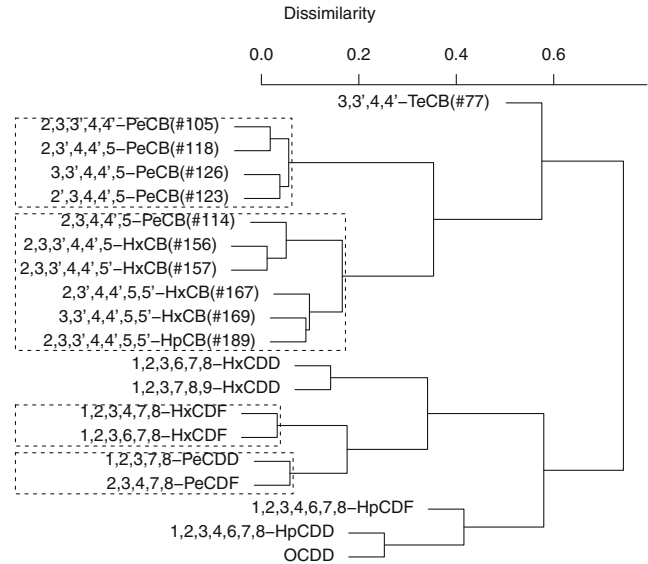 Dissimilarity
0.0 0.2 0.4 0.6
3,3',4,4'−TeCB(#77)
2,3,3',4,4'−PeCB(#105)
2,3',4,4',5−PeCB(#118)
3,3',4,4',5−PeCB(#126)
2',3,4,4',5−PeCB(#123)
2,3,4,4',5−PeCB(#114)
2,3,3',4,4',5−HxCB(#156)
2,3,3',4,4',5'−HxCB(#157)
2,3',4,4',5,5'−HxCB(#167)
3,3',4,4',5,5'−HxCB(#169)
2,3,3',4,4',5,5'−HpCB(#189)
1,2,3,6,7,8−HxCDD
1,2,3,7,8,9−HxCDD
1,2,3,4,7,8−HxCDF
1,2,3,6,7,8−HxCDF
1,2,3,7,8−PeCDD
2,3,4,7,8−PeCDF
1,2,3,4,6,7,8−HpCDF
1,2,3,4,6,7,8−HpCDD
OCDD